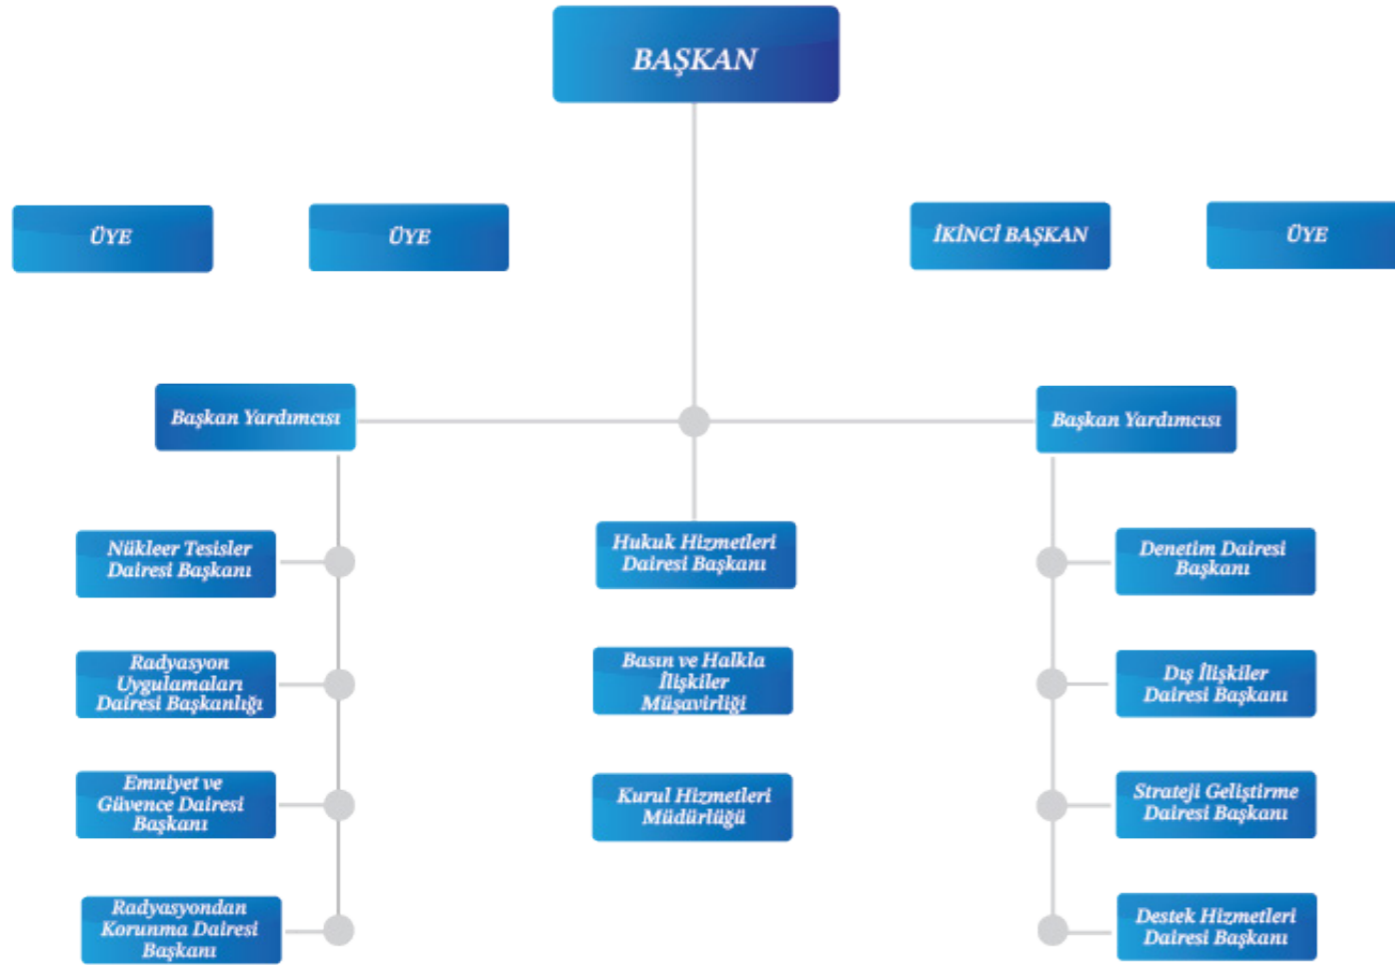 BAŞKAN
ÜYE
ÜYE
İKİNCİ BAŞKAN
ÜYE
Başkan Yardımcısı
Başkan Yardımcısı
Nükleer Tesisler
Dairesi Başkanı
Radyasyon
Uygulamaları
Dairesi Başkanlığı
Emniyet ve
Güvence Dairesi
Başkanı
Radyasyondan
Korunma Dairesi
Başkanı
Hukuk Hizmetleri
Dairesi Başkanı
Basın ve Halkla
İlişkiler
Müşavirliği
Kurul Hizmetleri
Müdürlüğü
Denetim Dairesi
Başkanı
Dış İlişkiler
Dairesi Başkanı
Strateji Geliştirme
Dairesi Başkanı
Destek Hizmetleri
Dairesi Başkanı